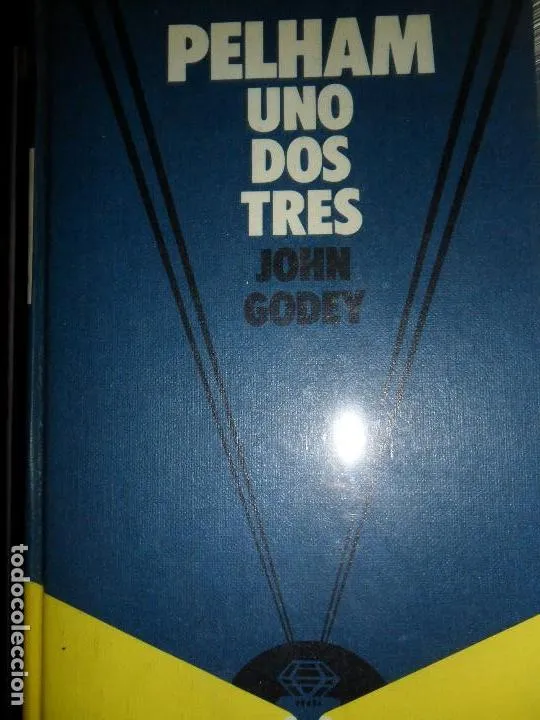 PELHAM
UNO
DOS
TRES
JOHN
GODEY
todocoleccion